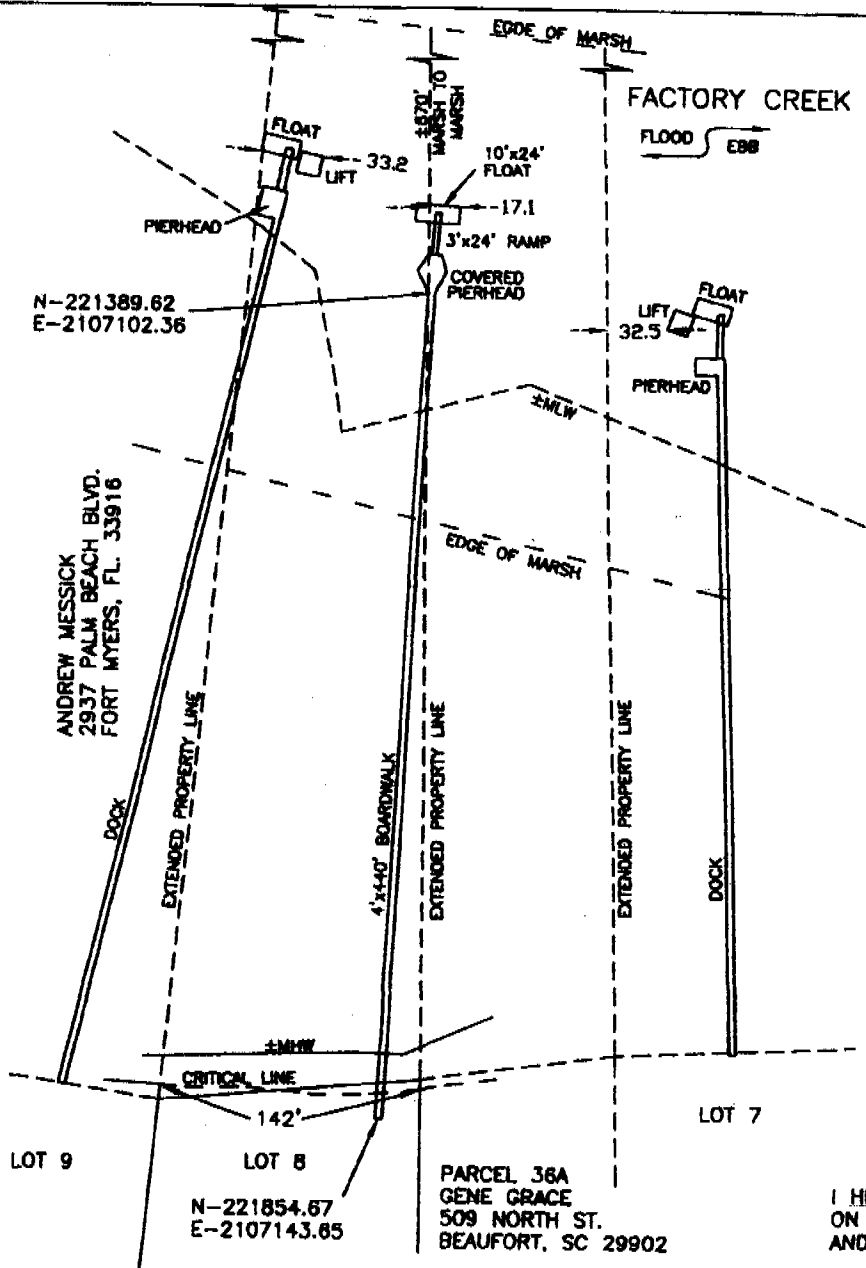 EDGE OF MARSH
FACTORY CREEK
FLOOD
EBB
±670'
MARSH TO
MARSH
FLOAT
33.2
LIFT
10'x24'
FLOAT
17.1
PIERHEAD
3'x24' RAMP
COVERED
PIERHEAD
N-221389.62
E-2107102.36
FLOAT
LIFT
32.5
PIERHEAD
±MLW
EDGE OF MARSH
ANDREW MESSICK
2937 PALM BEACH BLVD.
FORT MYERS, FL. 33916
DOCK
EXTENDED PROPERTY LINE
4'x440' BOARDWALK
EXTENDED PROPERTY LINE
EXTENDED PROPERTY LINE
DOCK
±MHW
CRITICAL LINE
142'
LOT 7
LOT 9
LOT 8
N-221854.67
E-2107143.65
PARCEL 36A
GENE GRACE
509 NORTH ST.
BEAUFORT, SC 29902
ON
AND